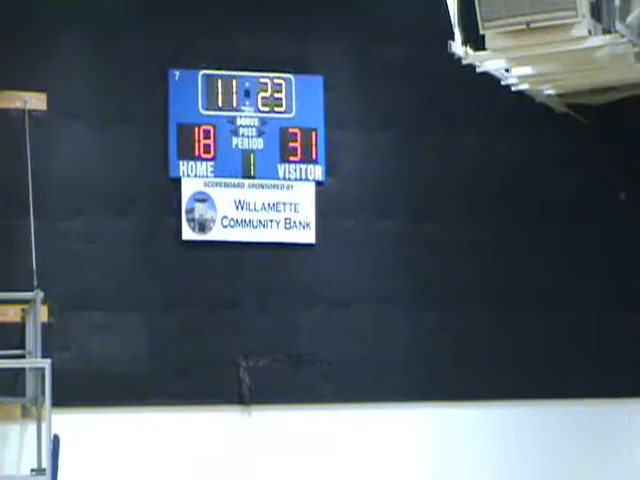 7
11:23
BONUS
POSS
18 PERIOD 31
HOME 1 VISITOR
SCOREBOARD SPONSORED BY
WILLAMETTE
COMMUNITY BANK